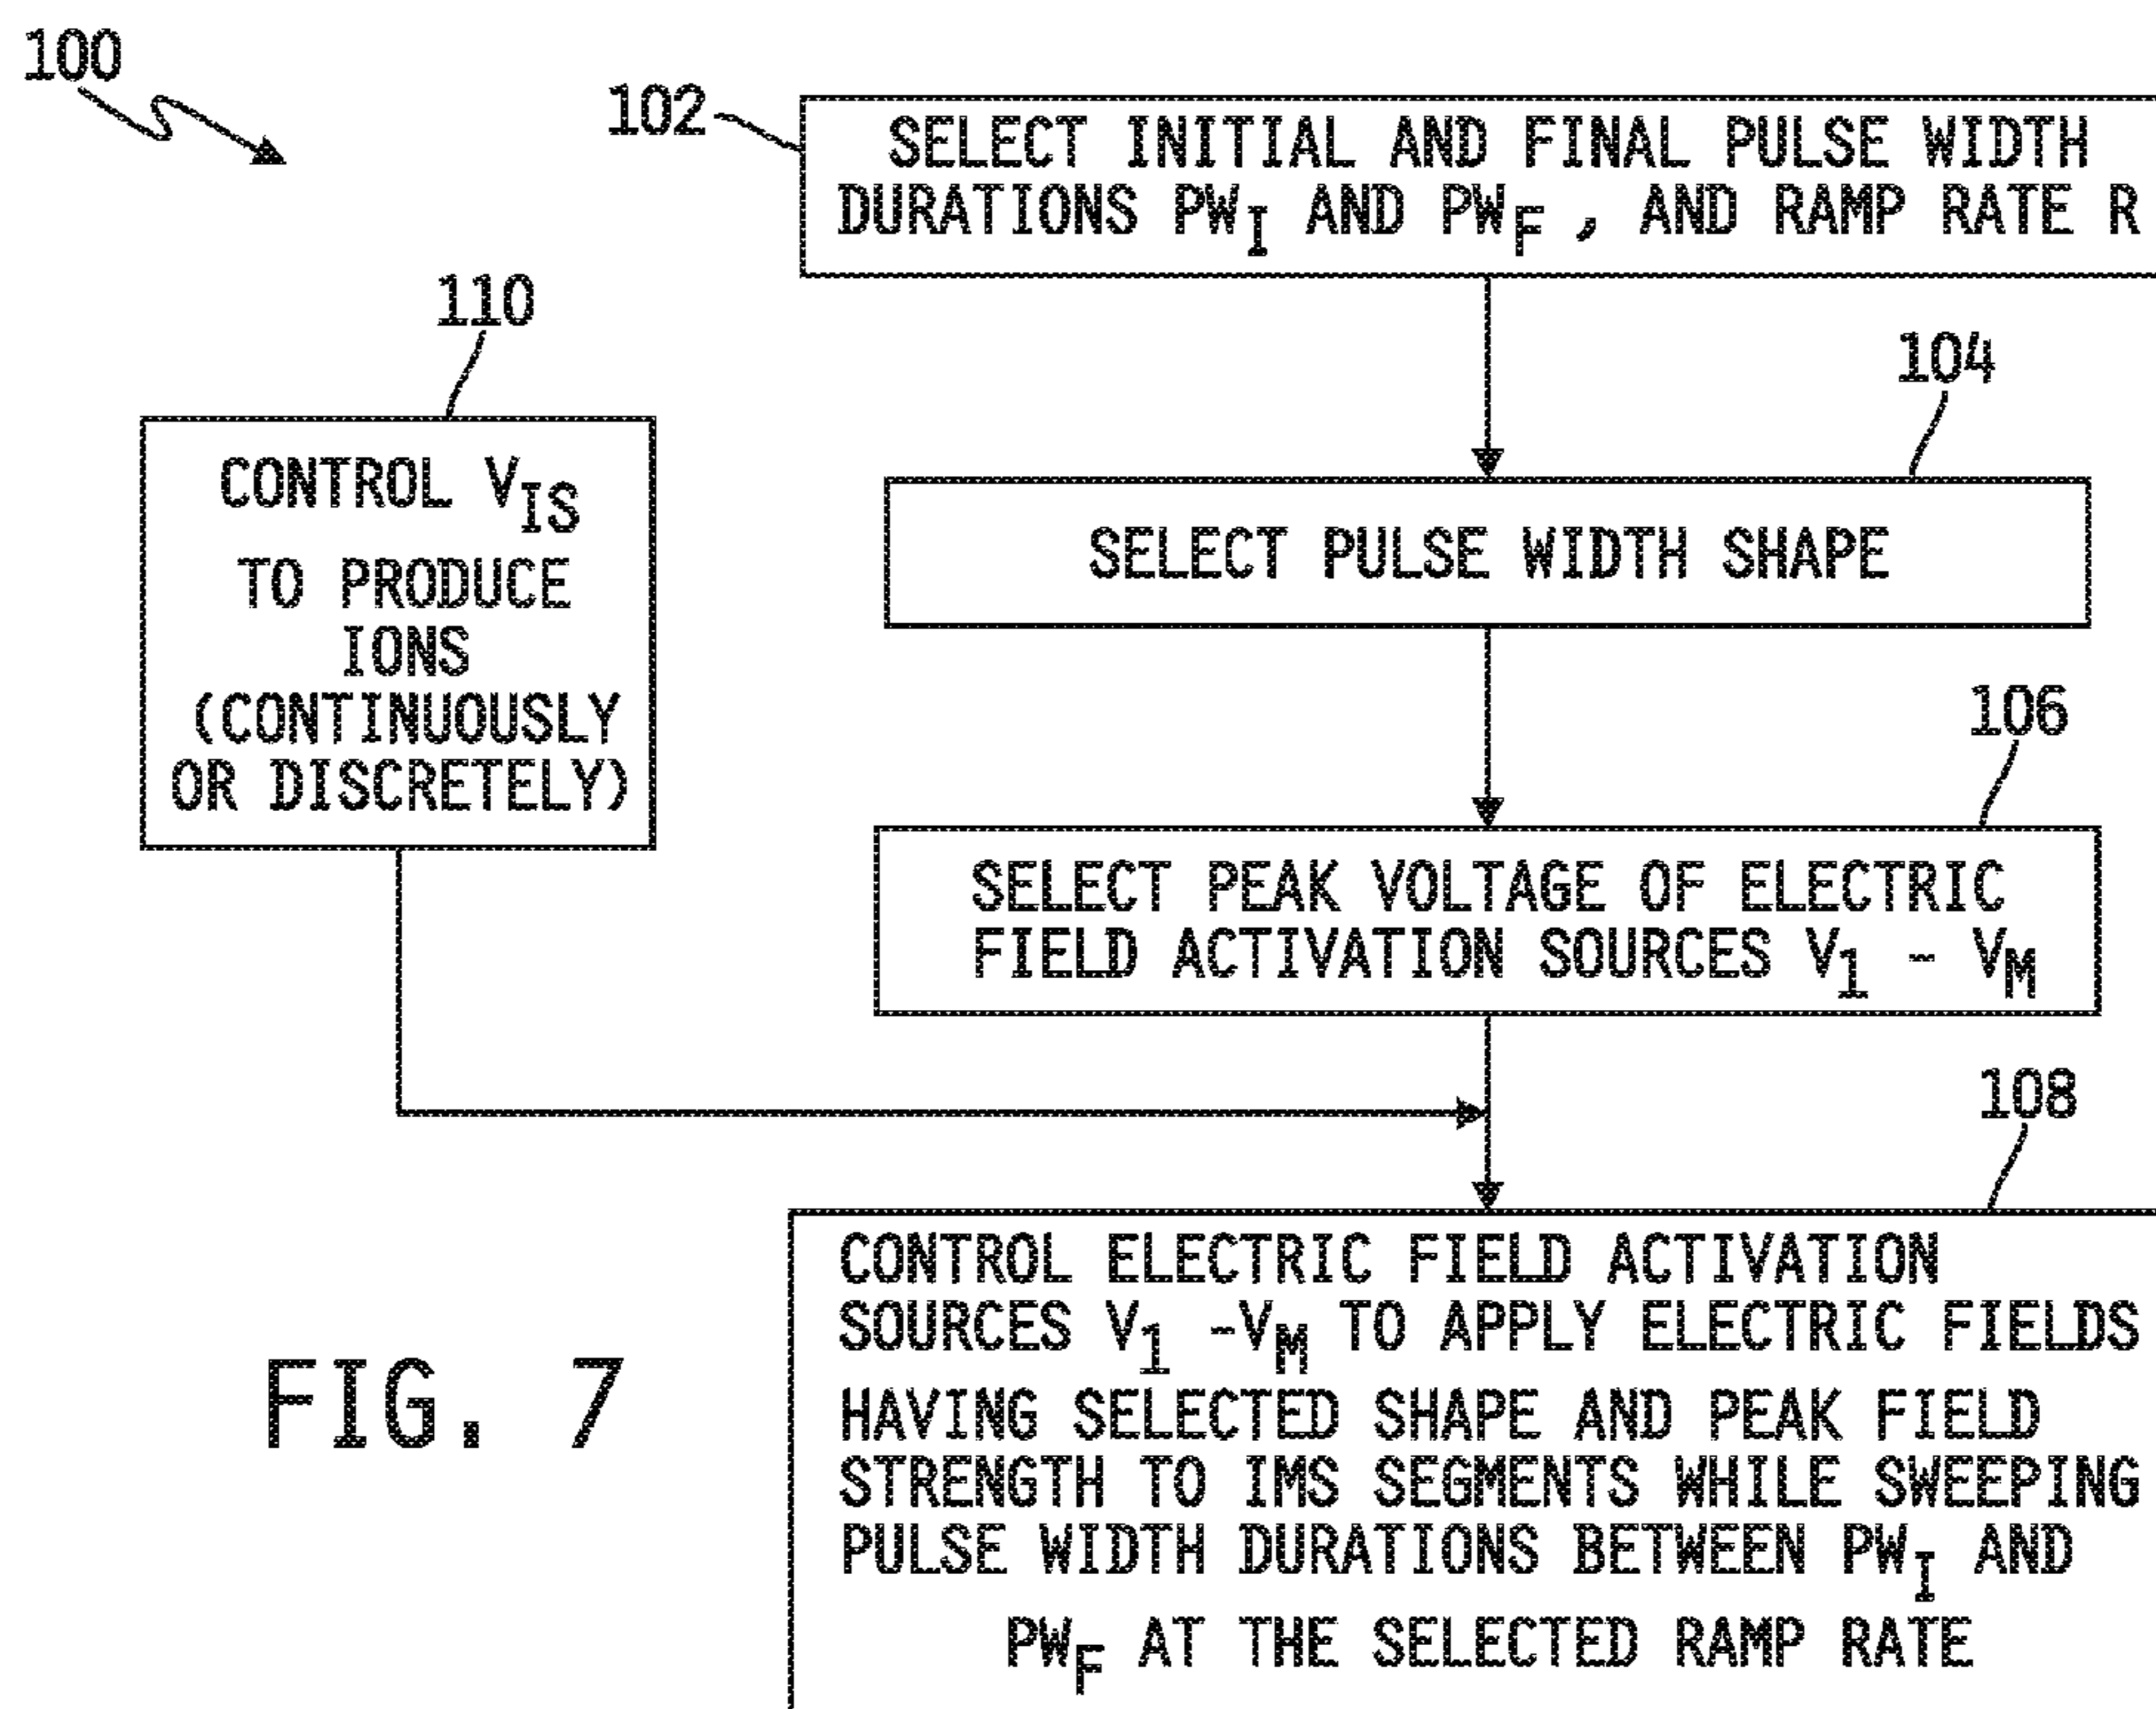 100
102
SELECT INITIAL AND FINAL PULSE WIDTH
DURATIONS PWI AND PWF , AND RAMP RATE R
110
CONTROL VIS
TO PRODUCE
IONS
(CONTINUOUSLY
OR DISCRETELY)
104
SELECT PULSE WIDTH SHAPE
106
SELECT PEAK VOLTAGE OF ELECTRIC
FIELD ACTIVATION SOURCES V1 - VM
108
CONTROL ELECTRIC FIELD ACTIVATION
SOURCES V1 -VM TO APPLY ELECTRIC FIELDS
HAVING SELECTED SHAPE AND PEAK FIELD
STRENGTH TO IMS SEGMENTS WHILE SWEEPING
PULSE WIDTH DURATIONS BETWEEN PWI AND
PWF AT THE SELECTED RAMP RATE
FIG. 7